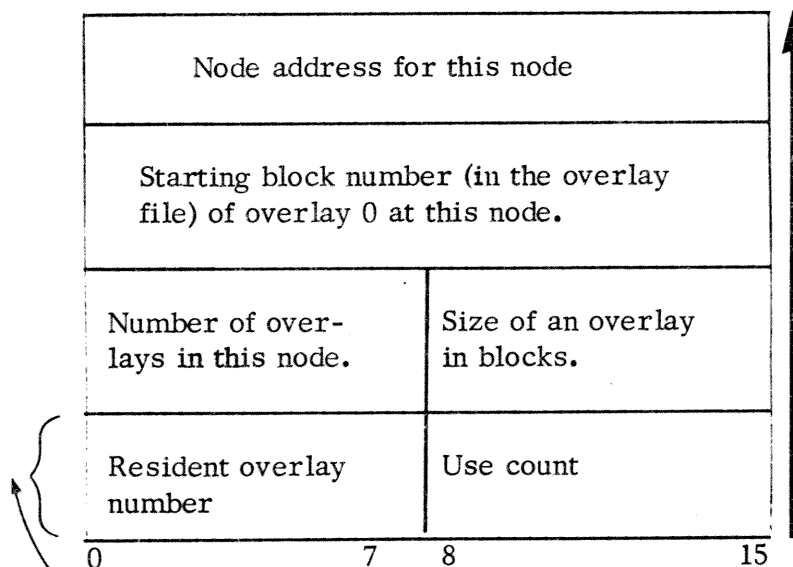 Node address for this node
Starting block number (in the overlay
file) of overlay 0 at this node.
Number of over-
lays in this node.
Size of an overlay
in blocks.
Resident overlay
number
Use count
0 7 8 15